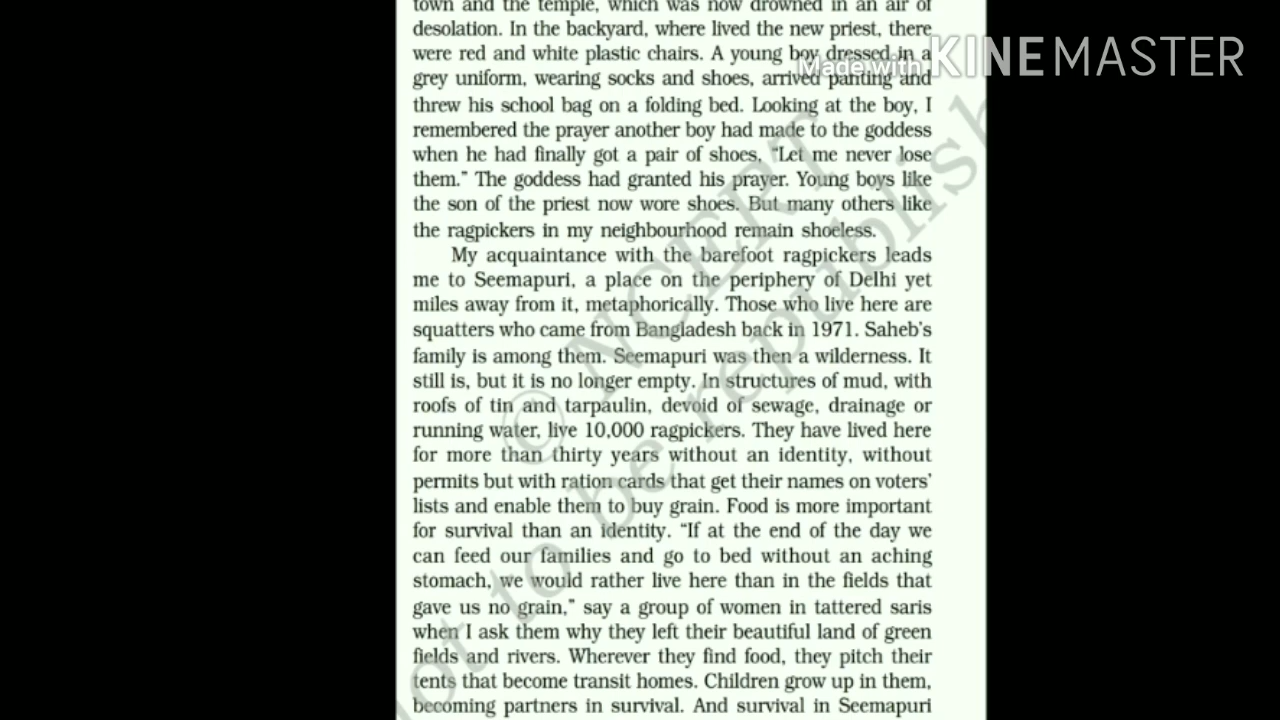 town and the temple, which was now drowned in an air of
desolation. In the backyard, where lived the new priest, there
were red and white plastic chairs. A young boy dressed in a
grey uniform, wearing socks and shoes, arrived panting and
threw his school bag on a folding bed. Looking at the boy, I
remembered the prayer another boy had made to the goddess
when he had finally got a pair of shoes, “Let me never lose
them.” The goddess had granted his prayer. Young boys like
the son of the priest now wore shoes. But many others like
the ragpickers in my neighbourhood remain shoeless.
My acquaintance with the barefoot ragpickers leads
me to Seemapuri, a place on the periphery of Delhi yet
miles away from it, metaphorically. Those who live here are
squatters who came from Bangladesh back in 1971. Saheb’s
family is among them. Seemapuri was then a wilderness. It
still is, but it is no longer empty. In structures of mud, with
roofs of tin and tarpaulin, devoid of sewage, drainage or
running water, live 10,000 ragpickers. They have lived here
for more than thirty years without an identity, without
permits but with ration cards that get their names on voters’
lists and enable them to buy grain. Food is more important
for survival than an identity. “If at the end of the day we
can feed our families and go to bed without an aching
stomach, we would rather live here than in the fields that
gave us no grain,” say a group of women in tattered saris
when I ask them why they left their beautiful land of green
fields and rivers. Wherever they find food, they pitch their
tents that become transit homes. Children grow up in them,
becoming partners in survival. And survival in Seemapuri
Made with KINEMASTER
© NCERT
not to be republish